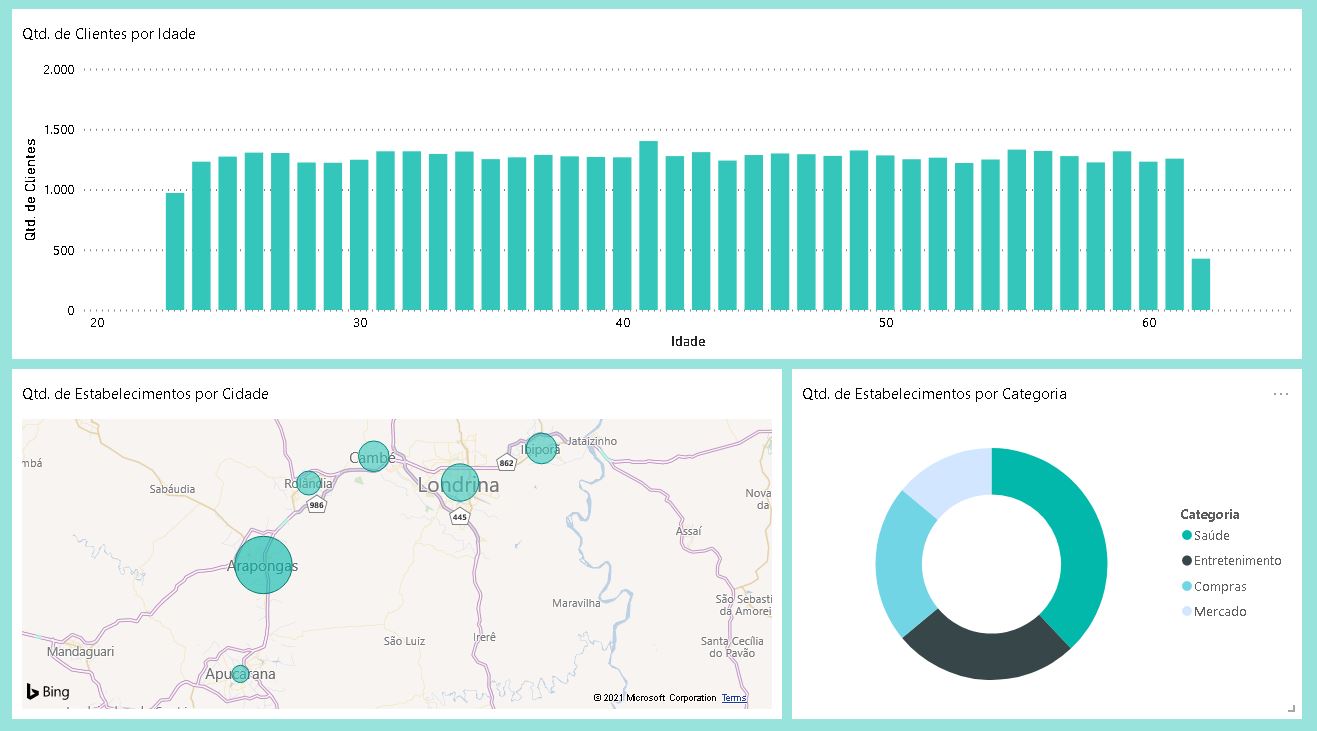 Qtd. de Clientes por Idade
2.000
1.500
1.000
500
0
Qtd. de Clientes
20 30 40 50 60
Idade
Qtd. de Estabelecimentos por Cidade
Jataizinho
Ibiporã
Cambé
862
mbá
Rolândia
Londrina
Sabáudia
986
445
Nova
da
Assaí
Arapongas
Maravilha
São Sebasti
da Amorei
São Luiz
Irerê
Santa Cecília
do Pavão
Mandaguari
Apucarana
Bing
© 2021 Microsoft Corporation Terms
Qtd. de Estabelecimentos por Categoria
Categoria
Saúde
Entretenimento
Compras
Mercado